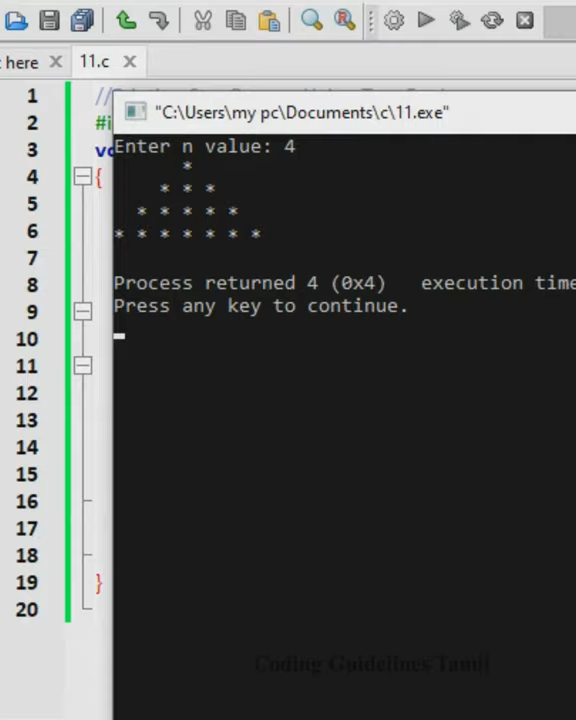 here
11.c
1
//
"C:\Users\my pc\Documents\c\11.exe"
2
#i
3
vo
Enter n value: 4
*
4
{
* * *
5
* * * * *
6
* * * * * * *
7
8
Process returned 4 (0x4) execution time
Press any key to continue.
9
10
11
12
13
14
15
16
17
18
19
}
20
Coding Guidelines Tamil